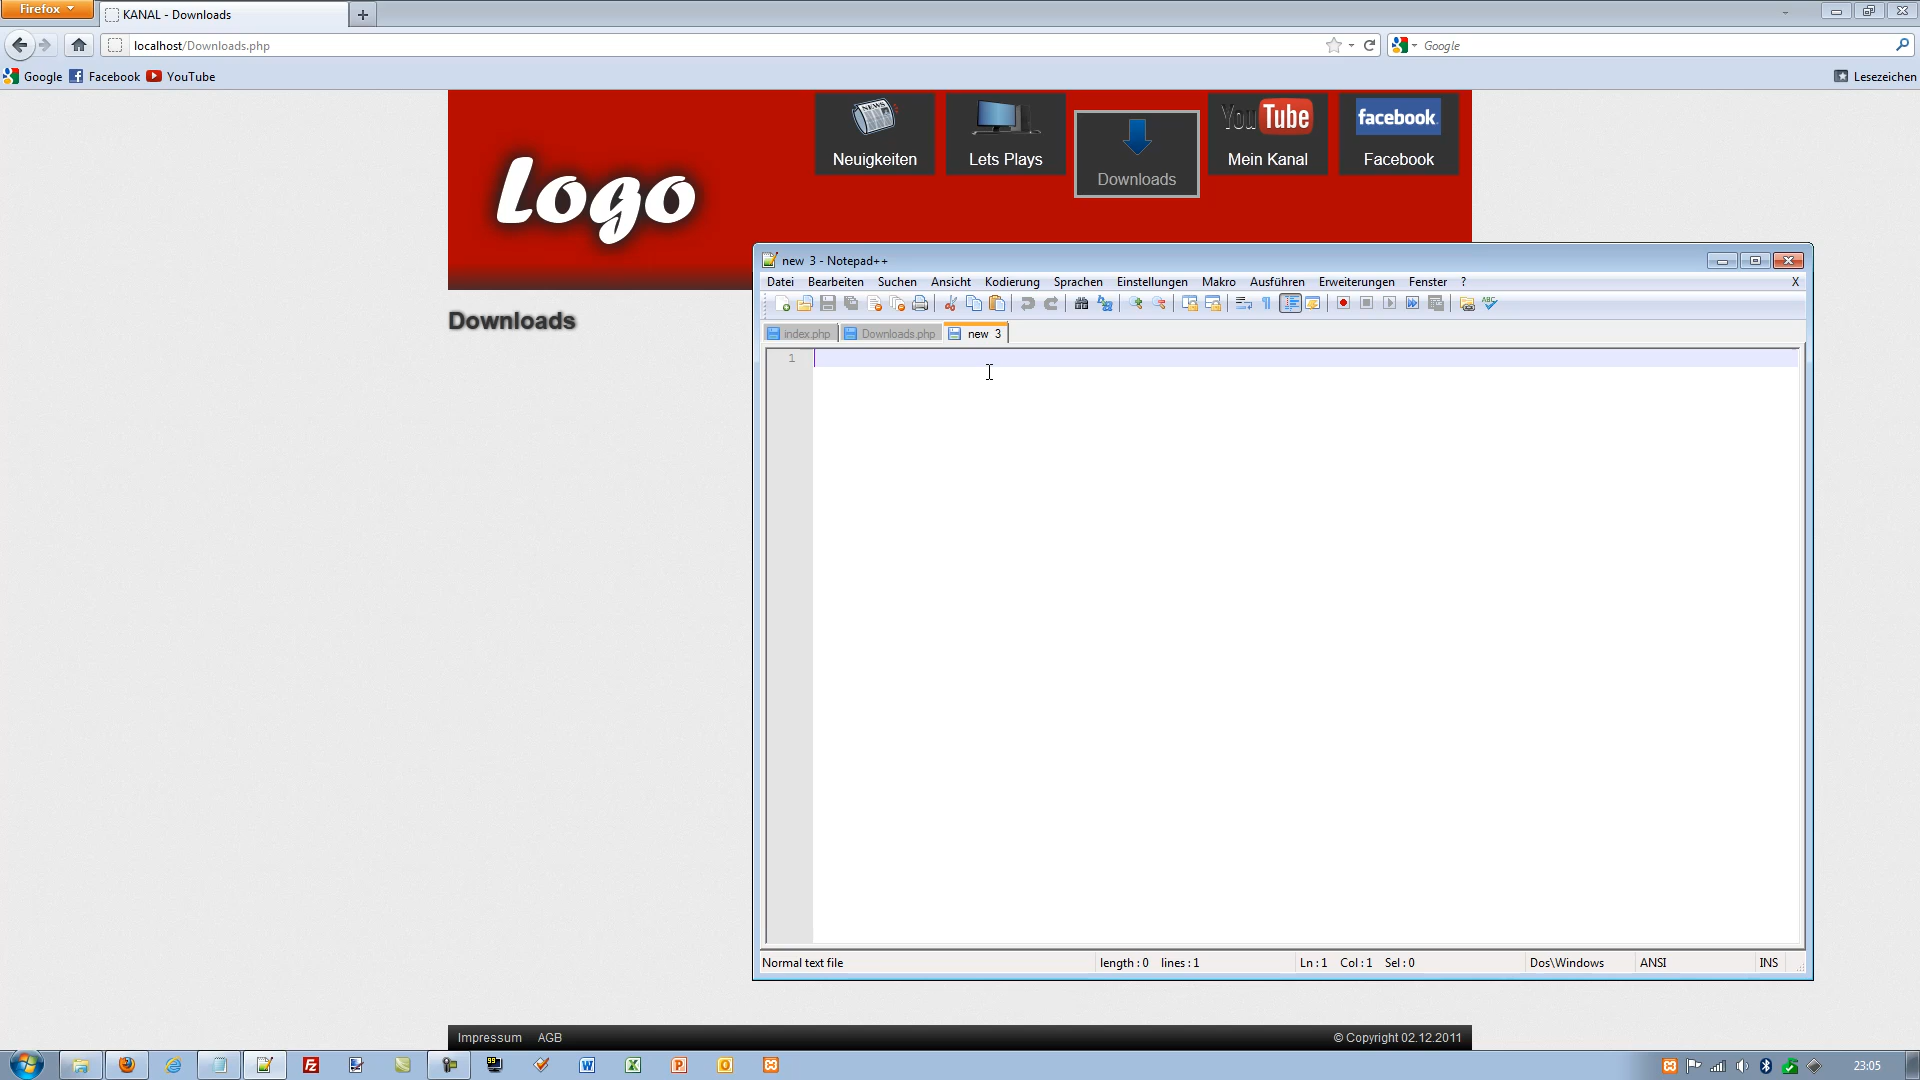 Firefox
KANAL - Downloads
localhost/Downloads.php
Google
Google
Facebook
YouTube
Lesezeichen
Logo
NEWS
Neuigkeiten
Lets Plays
Downloads
YouTube
Mein Kanal
facebook
Facebook
Downloads
new 3 - Notepad++
Datei Bearbeiten Suchen Ansicht Kodierung Sprachen Einstellungen Makro Ausführen Erweiterungen Fenster ? X
index.php Downloads.php new 3
1
Normal text file length : 0 lines : 1 Ln : 1 Col : 1 Sel : 0 Dos\Windows ANSI INS
Impressum AGB © Copyright 02.12.2011
23:05